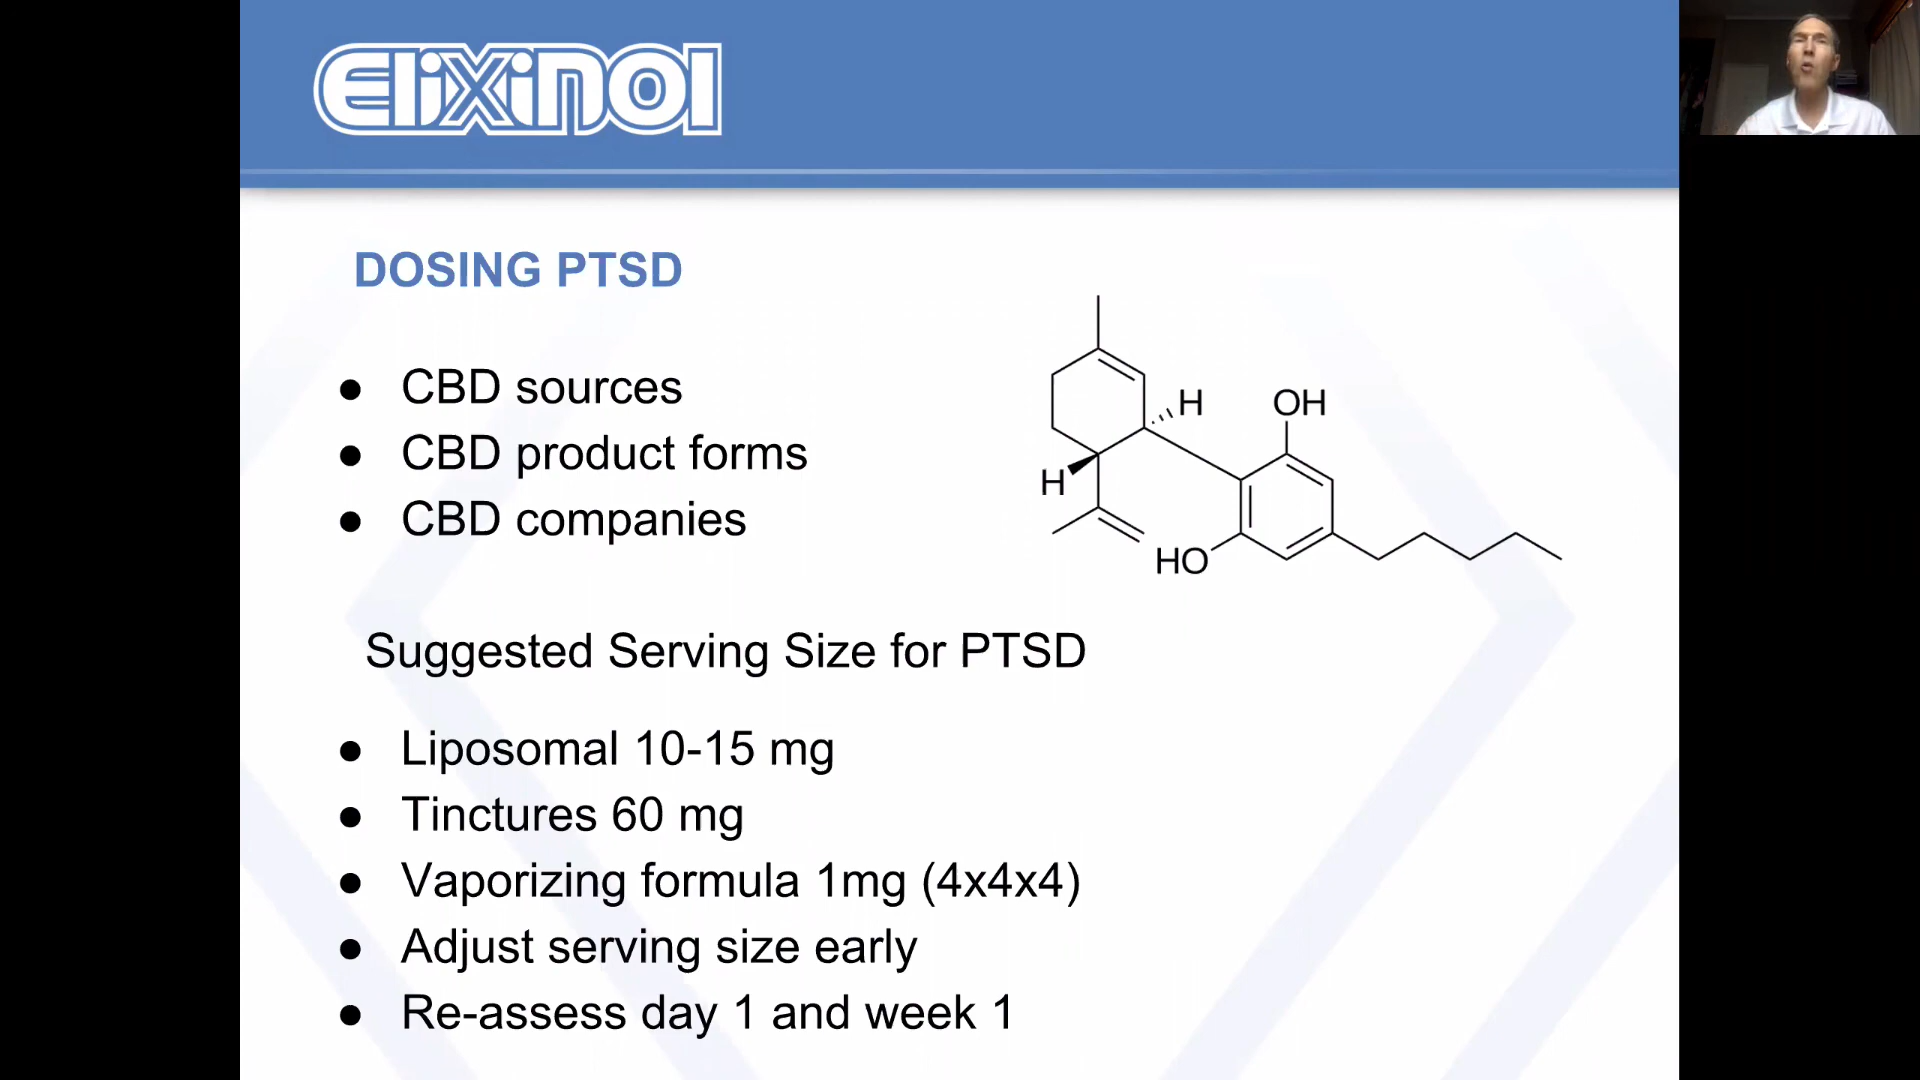 Elixinol
DOSING PTSD
● CBD sources
● CBD product forms
● CBD companies
H
OH
H
HO
Suggested Serving Size for PTSD
● Liposomal 10-15 mg
● Tinctures 60 mg
● Vaporizing formula 1mg (4x4x4)
● Adjust serving size early
● Re-assess day 1 and week 1